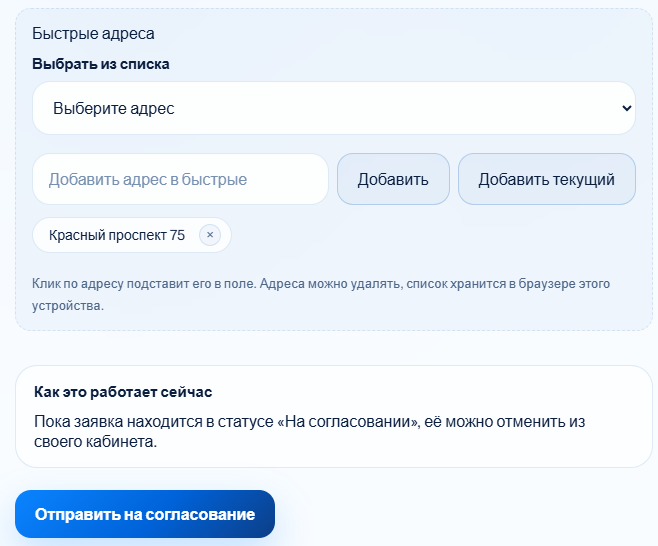 Быстрые адреса
Выбрать из списка
Выберите адрес
Добавить адрес в быстрые
Добавить
Добавить текущий
Красный проспект 75 ×
Клик по адресу подставит его в поле. Адреса можно удалять, список хранится в браузере этого
устройства.
Как это работает сейчас
Пока заявка находится в статусе «На согласовании», её можно отменить из
своего кабинета.
Отправить на согласование